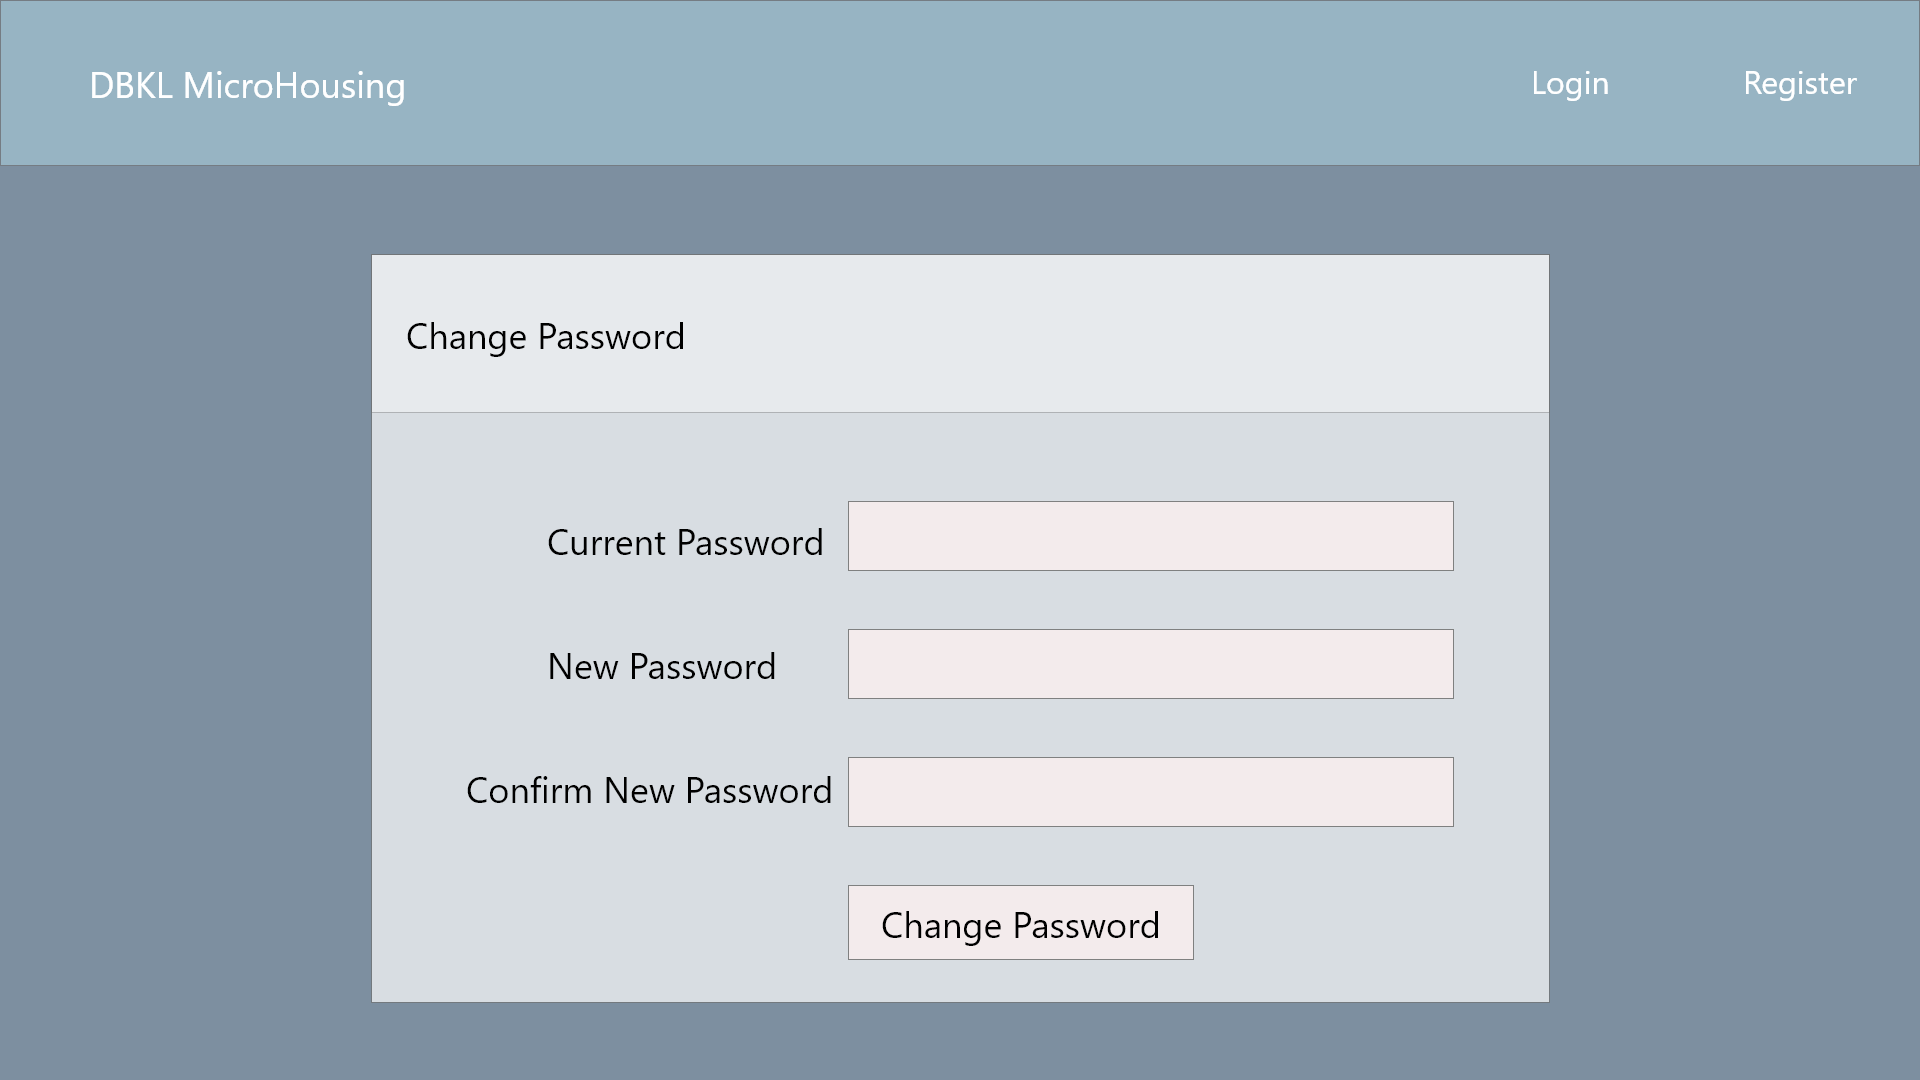 DBKL MicroHousing
Login
Register
Change Password
Current Password
New Password
Confirm New Password
Change Password